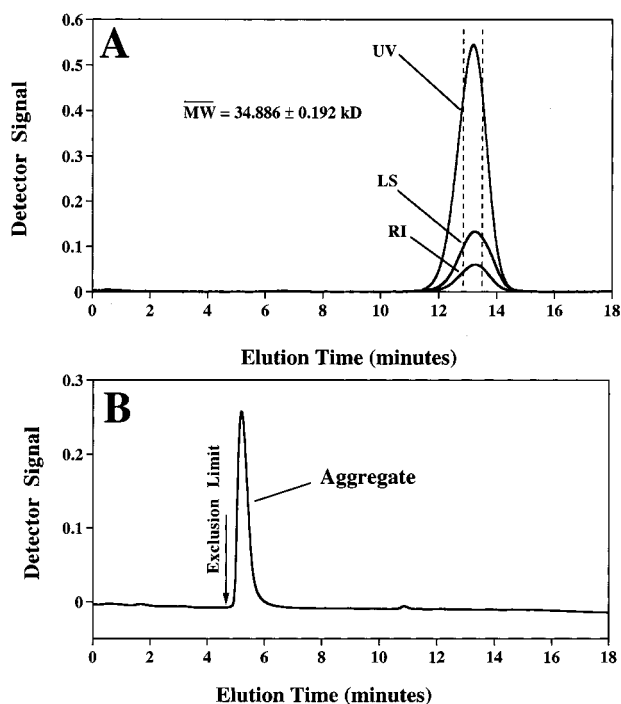 A
0.6
0.5
0.4
0.3
0.2
0.1
0
Detector Signal
UV
MW = 34.886 ± 0.192 kD
LS
RI
0 2 4 6 8 10 12 14 16 18
Elution Time (minutes)
B
0.3
0.2
0.1
0
Detector Signal
Exclusion Limit
Aggregate
0 2 4 6 8 10 12 14 16 18
Elution Time (minutes)